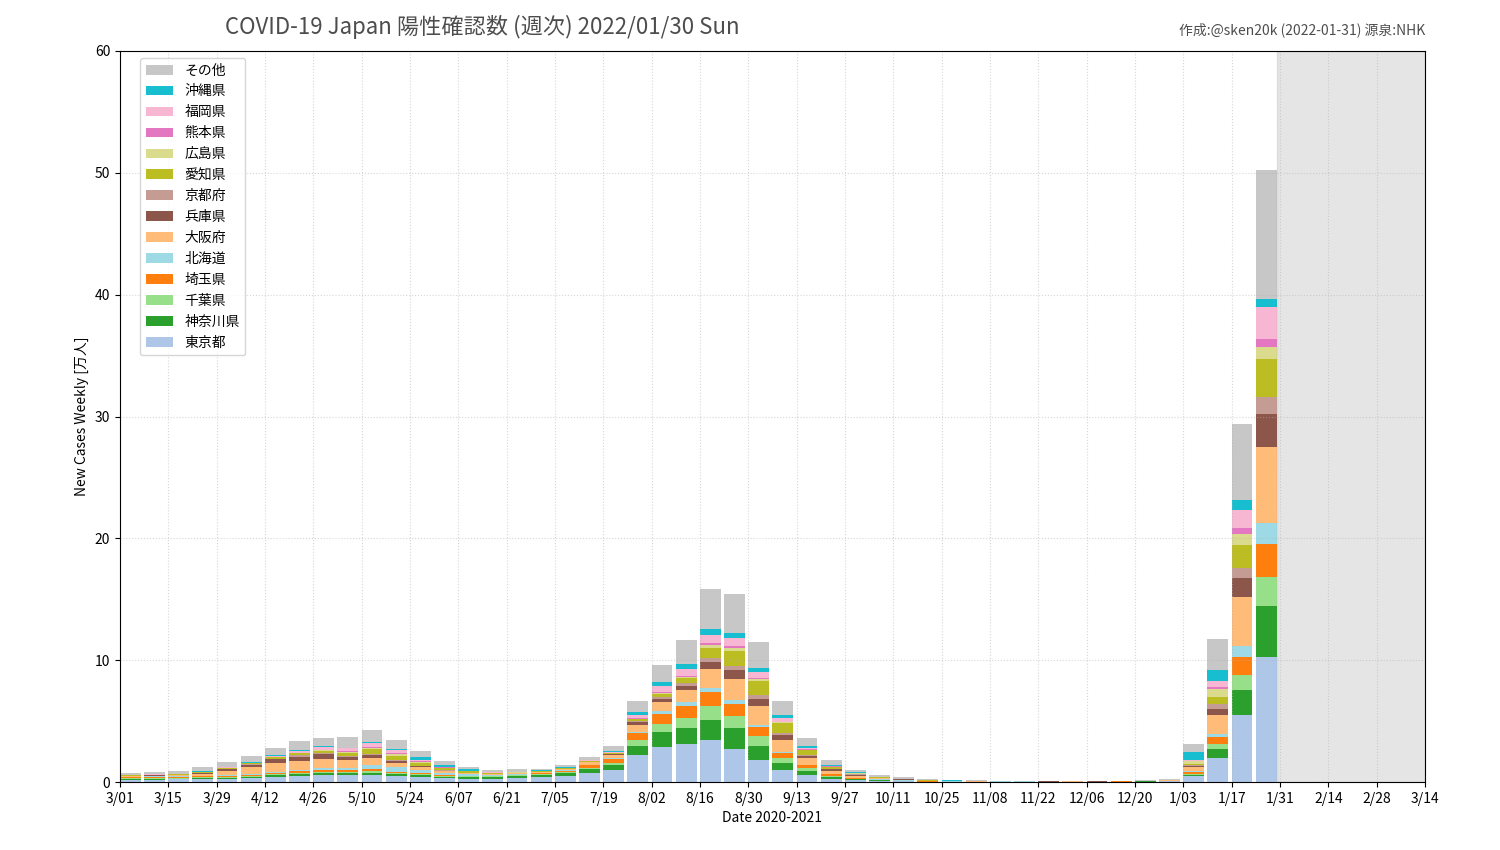 COVID-19 Japan 陽性確認数 (週次) 2022/01/30 Sun
作成:@sken20k (2022-01-31) 源泉:NHK
60
50
40
30
20
10
0
New Cases Weekly [万人]
その他
沖縄県
福岡県
熊本県
広島県
愛知県
京都府
兵庫県
大阪府
北海道
埼玉県
千葉県
神奈川県
東京都
3/01 3/15 3/29 4/12 4/26 5/10 5/24 6/07 6/21 7/05 7/19 8/02 8/16 8/30 9/13 9/27 10/11 10/25 11/08 11/22 12/06 12/20 1/03 1/17 1/31 2/14 2/28 3/14
Date 2020-2021